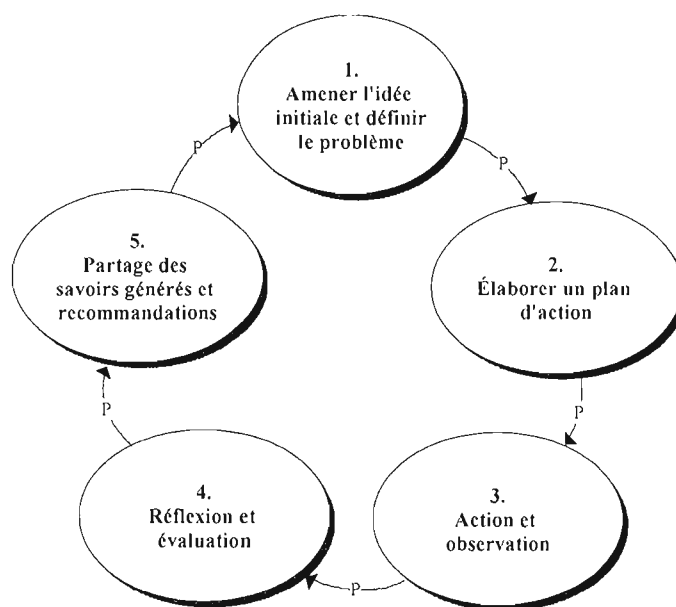 1.
Amener l'idée
initiale et définir
le problème
P
2.
Élaborer un plan
d'action
P
3.
Action et
observation
P
4.
Réflexion et
évaluation
P
5.
Partage des
savoirs générés et
recommandations
P